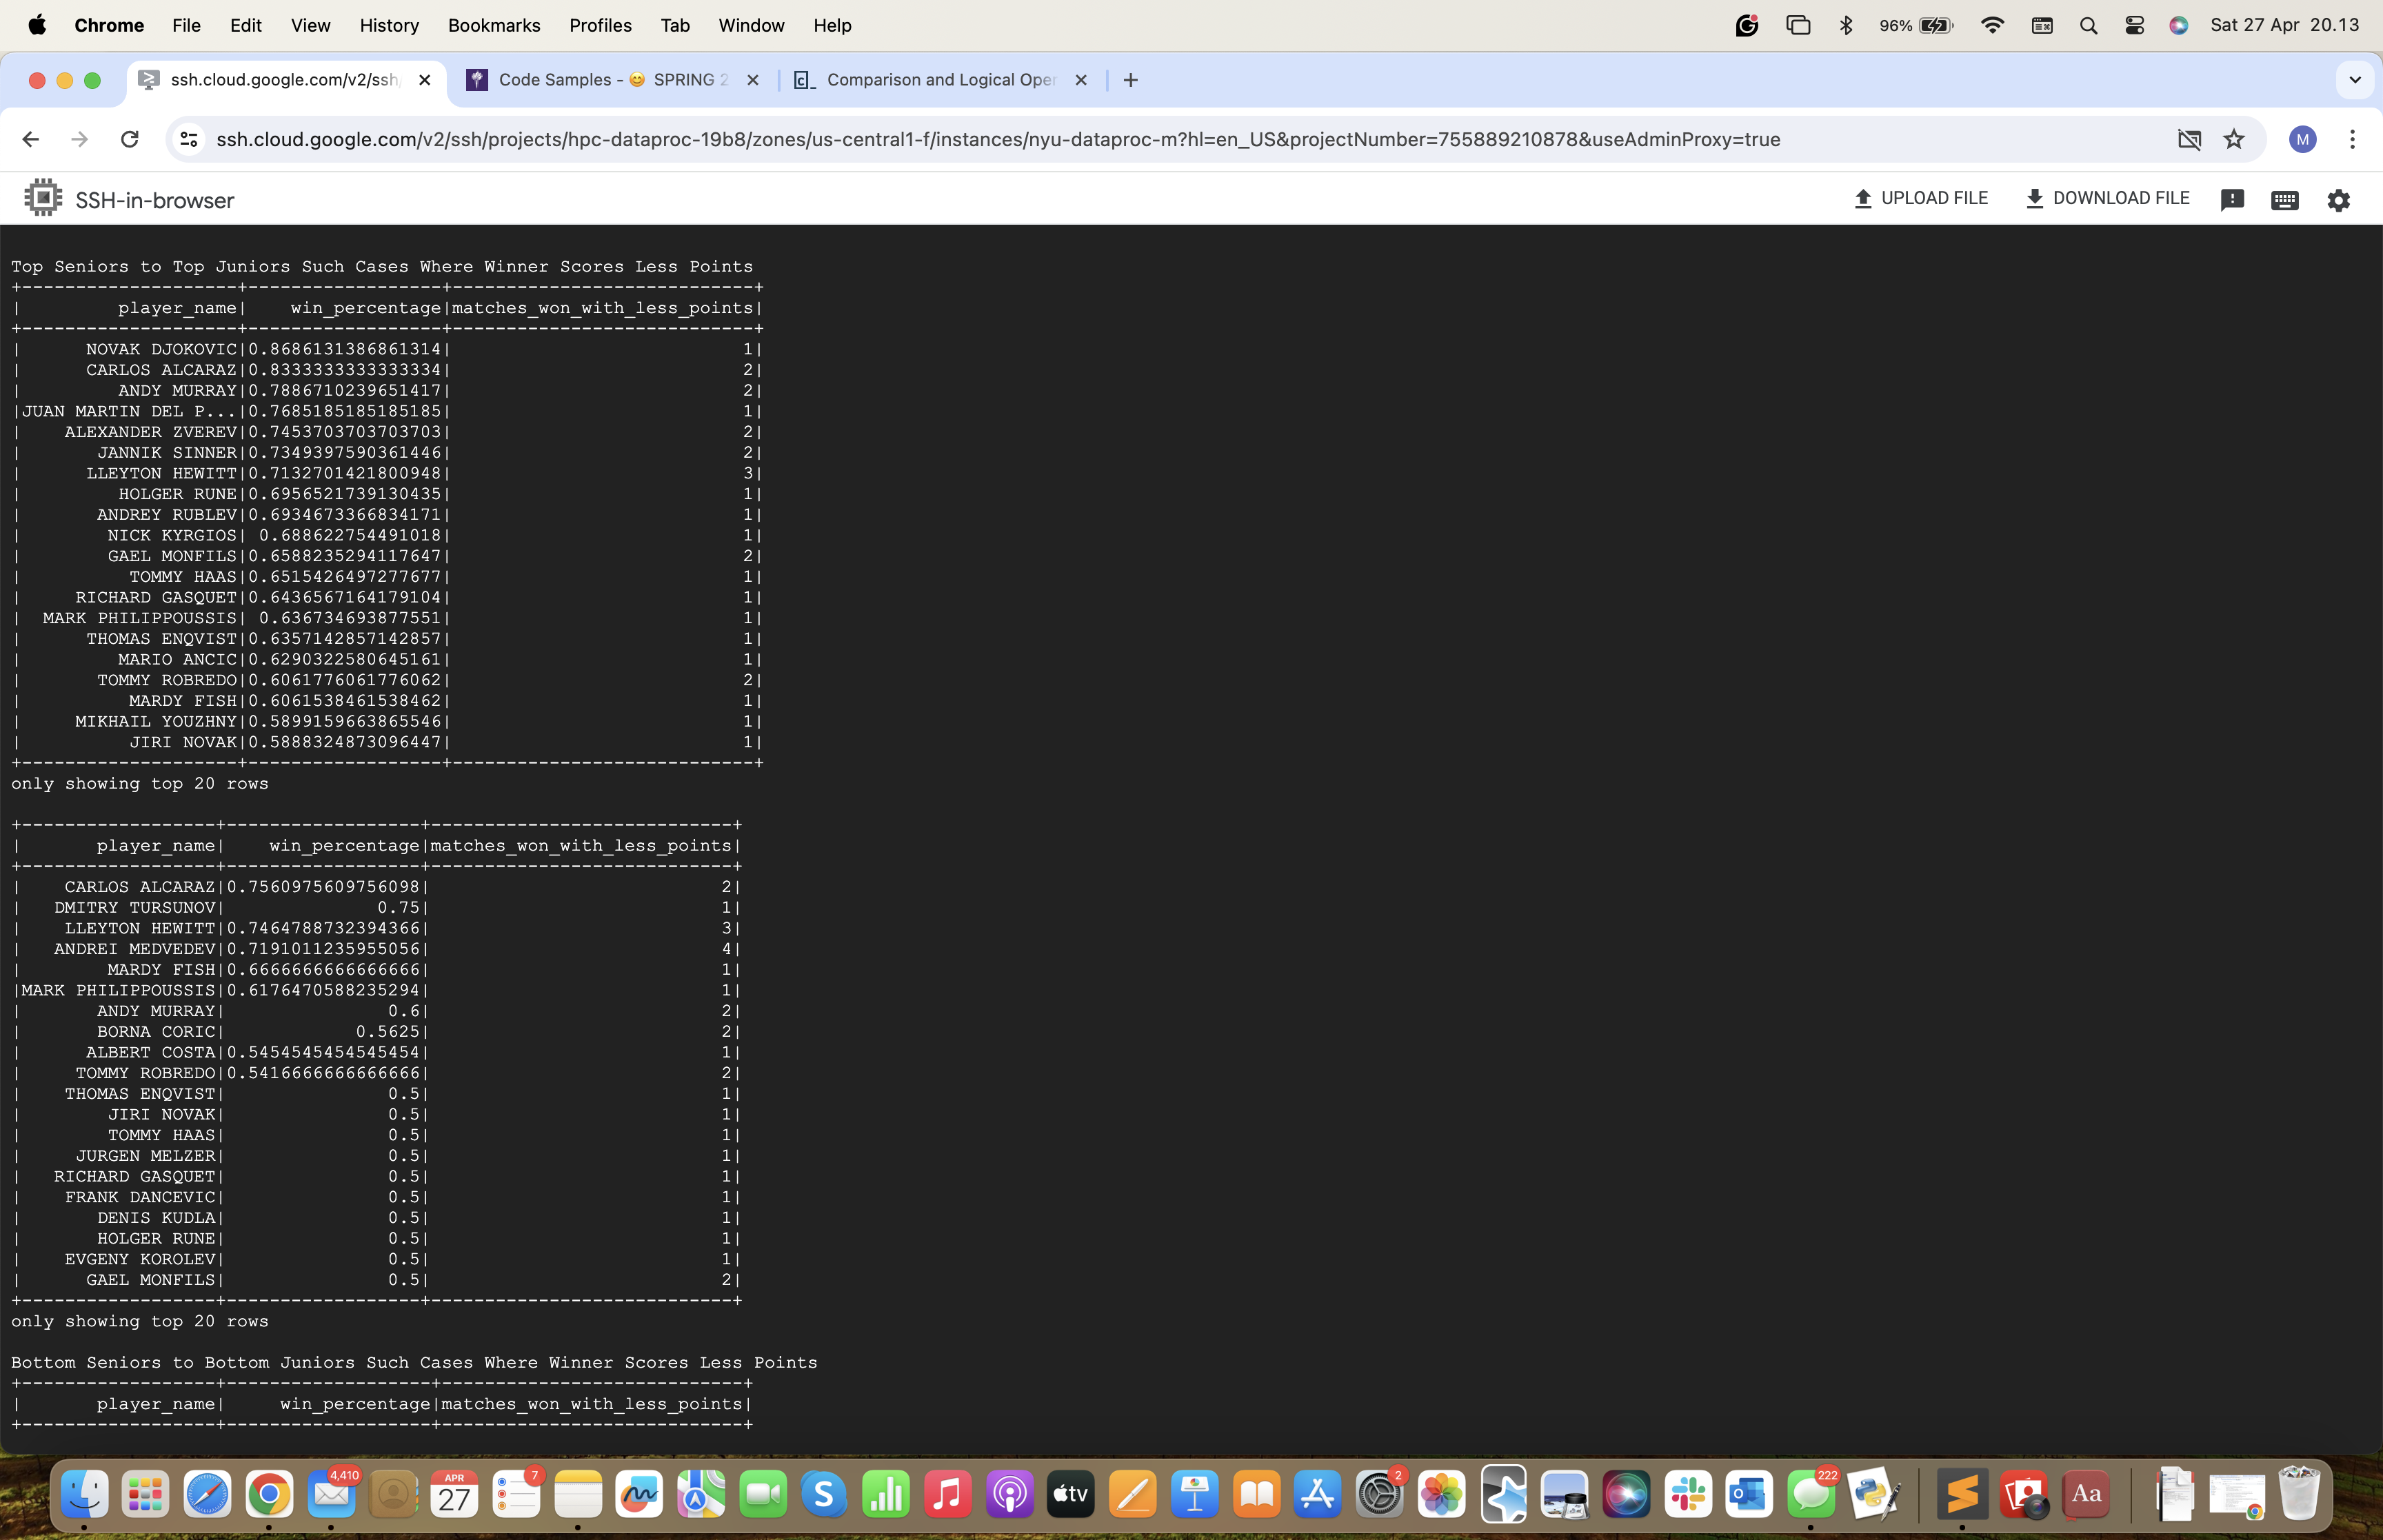 Chrome File Edit View History Bookmarks Profiles Tab Window Help 96% Sat 27 Apr 20.13
ssh.cloud.google.com/v2/ssh/ Code Samples - 😊 SPRING 2 Comparison and Logical Oper
ssh.cloud.google.com/v2/ssh/projects/hpc-dataproc-19b8/zones/us-central1-f/instances/nyu-dataproc-m?hl=en_US&projectNumber=755889210878&useAdminProxy=true M
SSH-in-browser UPLOAD FILE DOWNLOAD FILE
Top Seniors to Top Juniors Such Cases Where Winner Scores Less Points
+--------------------+------------------+----------------------------+
| player_name| win_percentage|matches_won_with_less_points|
+--------------------+------------------+----------------------------+
| NOVAK DJOKOVIC|0.8686131386861314| 1|
| CARLOS ALCARAZ|0.8333333333333334| 2|
| ANDY MURRAY|0.7886710239651417| 2|
|JUAN MARTIN DEL P...|0.7685185185185185| 1|
| ALEXANDER ZVEREV|0.7453703703703703| 2|
| JANNIK SINNER|0.7349397590361446| 2|
| LLEYTON HEWITT|0.7132701421800948| 3|
| HOLGER RUNE|0.6956521739130435| 1|
| ANDREY RUBLEV|0.6934673366834171| 1|
| NICK KYRGIOS| 0.688622754491018| 1|
| GAEL MONFILS|0.6588235294117647| 2|
| TOMMY HAAS|0.6515426497277677| 1|
| RICHARD GASQUET|0.6436567164179104| 1|
| MARK PHILIPPOUSSIS| 0.636734693877551| 1|
| THOMAS ENQVIST|0.6357142857142857| 1|
| MARIO ANCIC|0.6290322580645161| 1|
| TOMMY ROBREDO|0.6061776061776062| 2|
| MARDY FISH|0.6061538461538462| 1|
| MIKHAIL YOUZHNY|0.5899159663865546| 1|
| JIRI NOVAK|0.5888324873096447| 1|
+--------------------+------------------+----------------------------+
only showing top 20 rows
+------------------+------------------+----------------------------+
| player_name| win_percentage|matches_won_with_less_points|
+------------------+------------------+----------------------------+
| CARLOS ALCARAZ|0.7560975609756098| 2|
| DMITRY TURSUNOV| 0.75| 1|
| LLEYTON HEWITT|0.7464788732394366| 3|
| ANDREI MEDVEDEV|0.7191011235955056| 4|
| MARDY FISH|0.6666666666666666| 1|
|MARK PHILIPPOUSSIS|0.6176470588235294| 1|
| ANDY MURRAY| 0.6| 2|
| BORNA CORIC| 0.5625| 2|
| ALBERT COSTA|0.5454545454545454| 1|
| TOMMY ROBREDO|0.5416666666666666| 2|
| THOMAS ENQVIST| 0.5| 1|
| JIRI NOVAK| 0.5| 1|
| TOMMY HAAS| 0.5| 1|
| JURGEN MELZER| 0.5| 1|
| RICHARD GASQUET| 0.5| 1|
| FRANK DANCEVIC| 0.5| 1|
| DENIS KUDLA| 0.5| 1|
| HOLGER RUNE| 0.5| 1|
| EVGENY KOROLEV| 0.5| 1|
| GAEL MONFILS| 0.5| 2|
+------------------+------------------+----------------------------+
only showing top 20 rows
Bottom Seniors to Bottom Juniors Such Cases Where Winner Scores Less Points
+------------------+-------------------+----------------------------+
| player_name| win_percentage|matches_won_with_less_points|
+------------------+-------------------+----------------------------+
4,410 APR 27 7 S tv 2 222 Aa